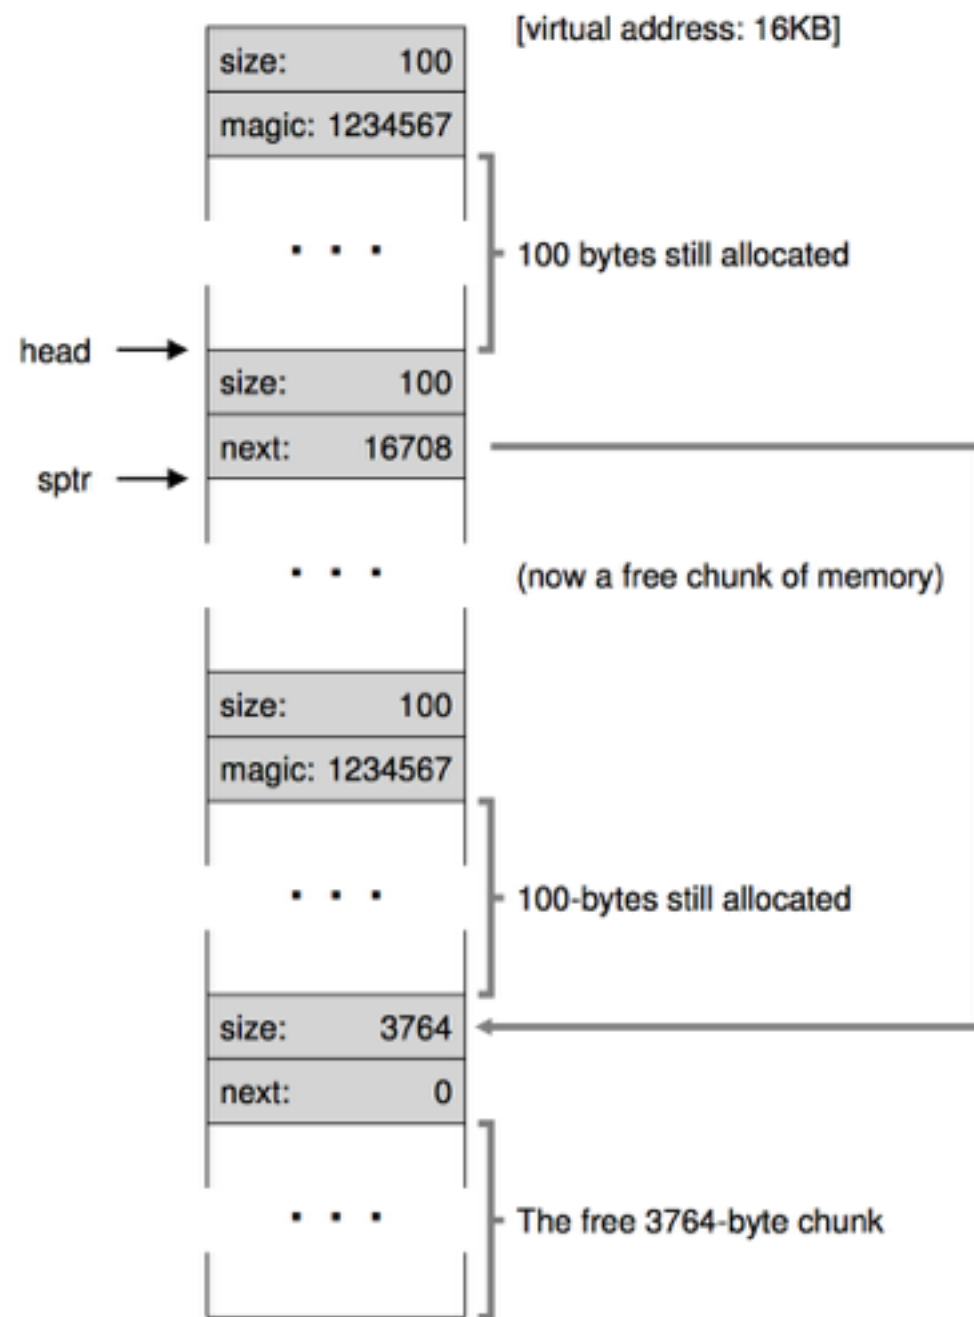 [virtual address: 16KB]
size: 100
magic: 1234567
. . .
100 bytes still allocated
head
size: 100
next: 16708
sptr
. . .
(now a free chunk of memory)
size: 100
magic: 1234567
. . .
100-bytes still allocated
size: 3764
next: 0
. . .
The free 3764-byte chunk